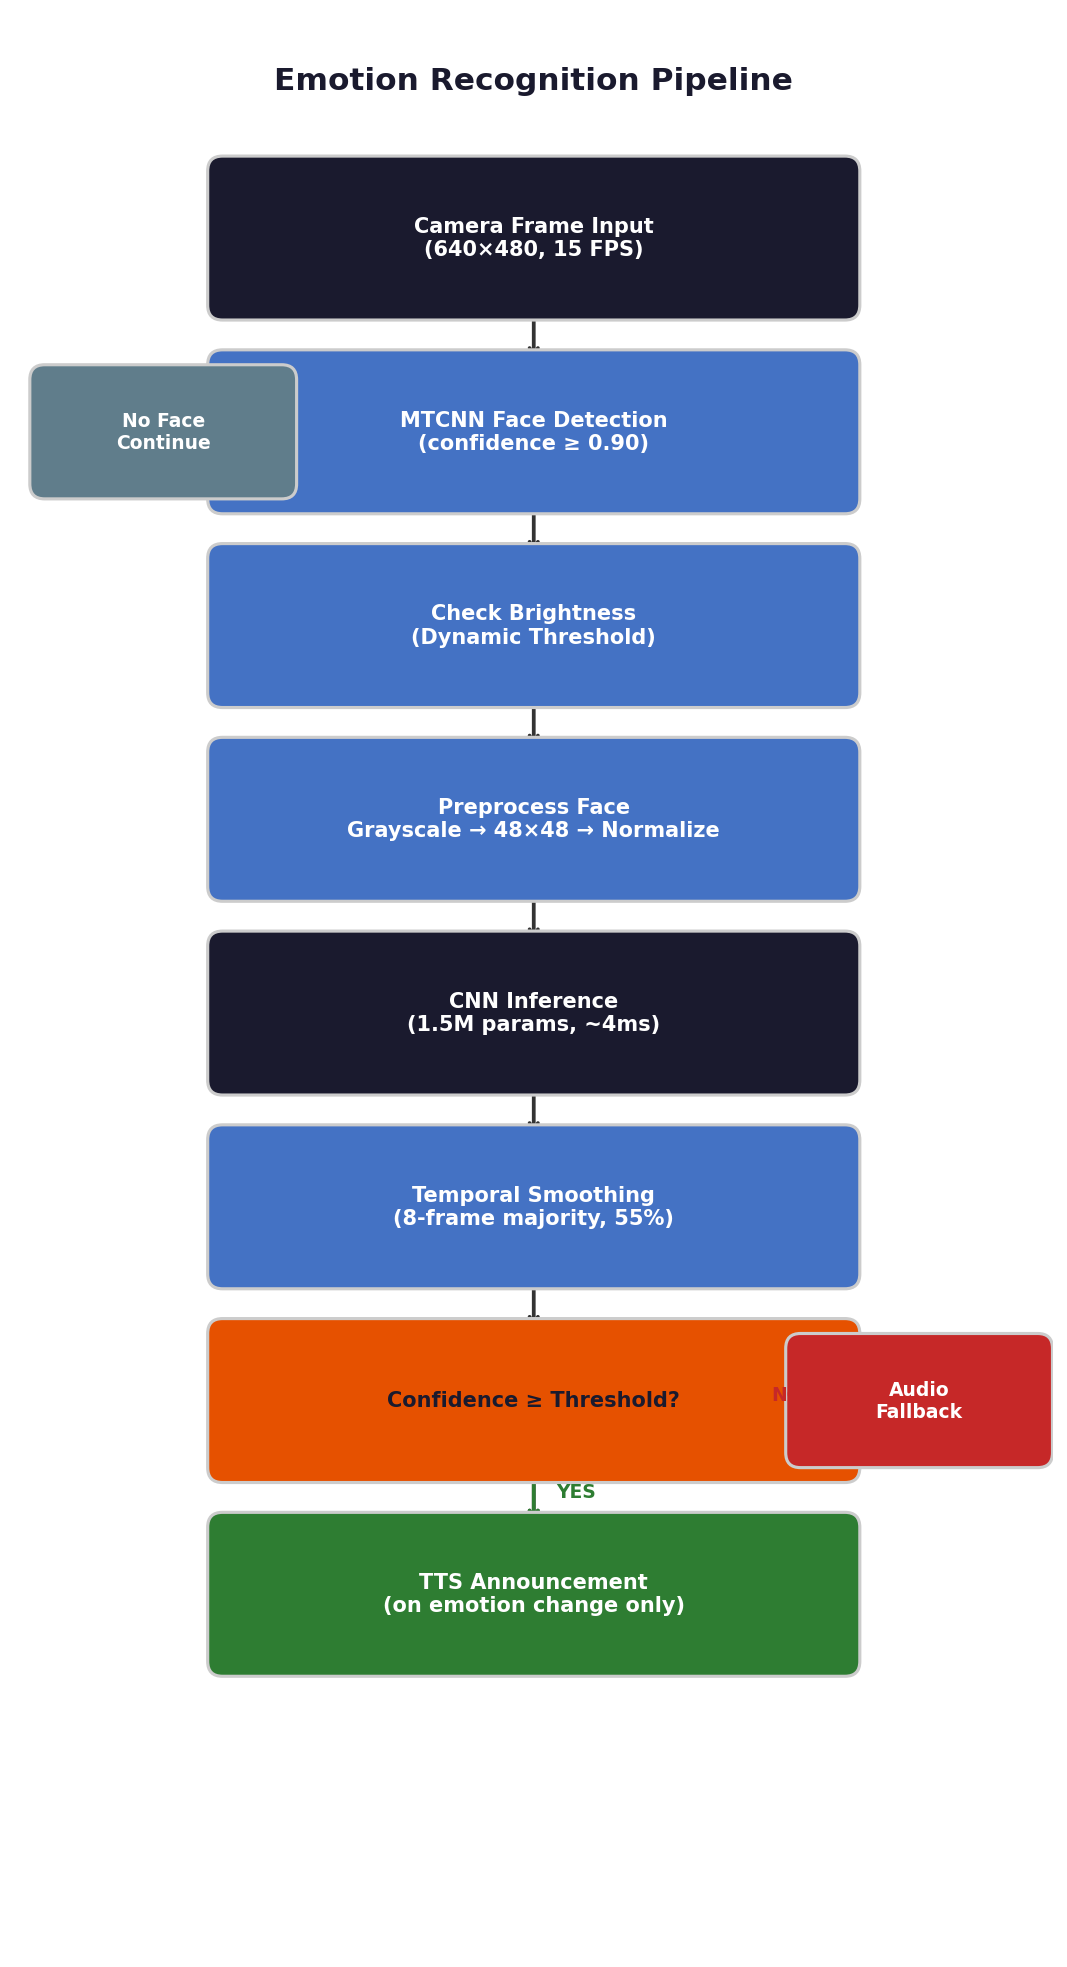 Emotion Recognition Pipeline
Camera Frame Input
(640×480, 15 FPS)
No Face
Continue
MTCNN Face Detection
(confidence ≥ 0.90)
Check Brightness
(Dynamic Threshold)
Preprocess Face
Grayscale → 48×48 → Normalize
CNN Inference
(1.5M params, ~4ms)
Temporal Smoothing
(8-frame majority, 55%)
Confidence ≥ Threshold?
Audio
Fallback
YES
TTS Announcement
(on emotion change only)